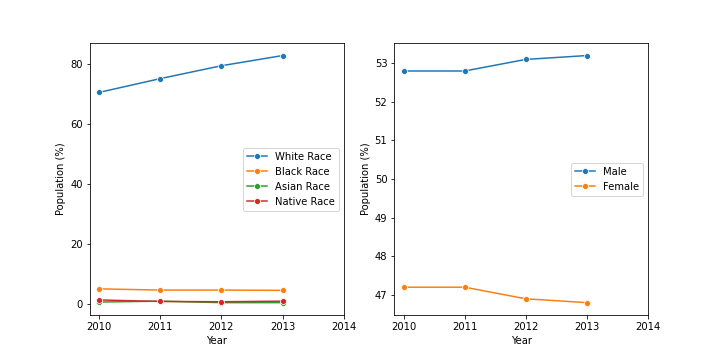 80
60
40
20
0
Population (%)
White Race
Black Race
Asian Race
Native Race
2010 2011 2012 2013 2014
Year
53
52
51
50
49
48
47
Population (%)
Male
Female
2010 2011 2012 2013 2014
Year